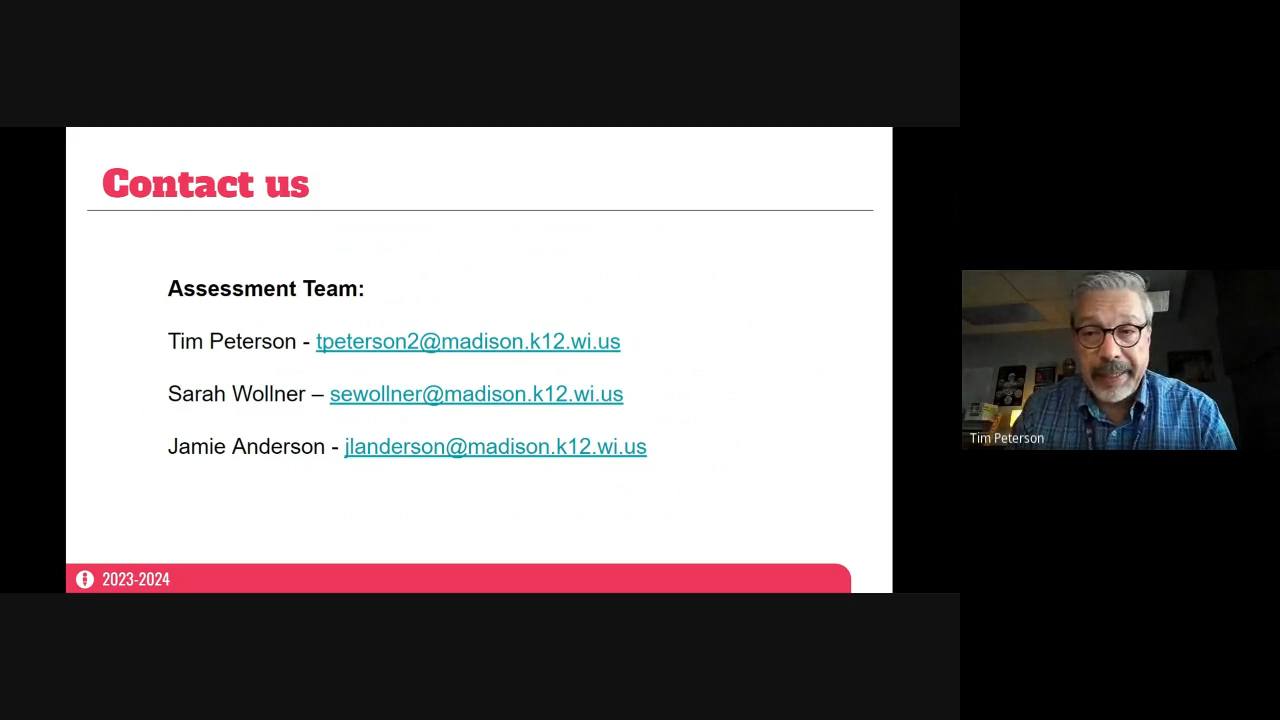 Contact us
Assessment Team:
Tim Peterson - tpeterson2@madison.k12.wi.us
Sarah Wollner – sewollner@madison.k12.wi.us
Jamie Anderson - jlanderson@madison.k12.wi.us
2023-2024
Tim Peterson